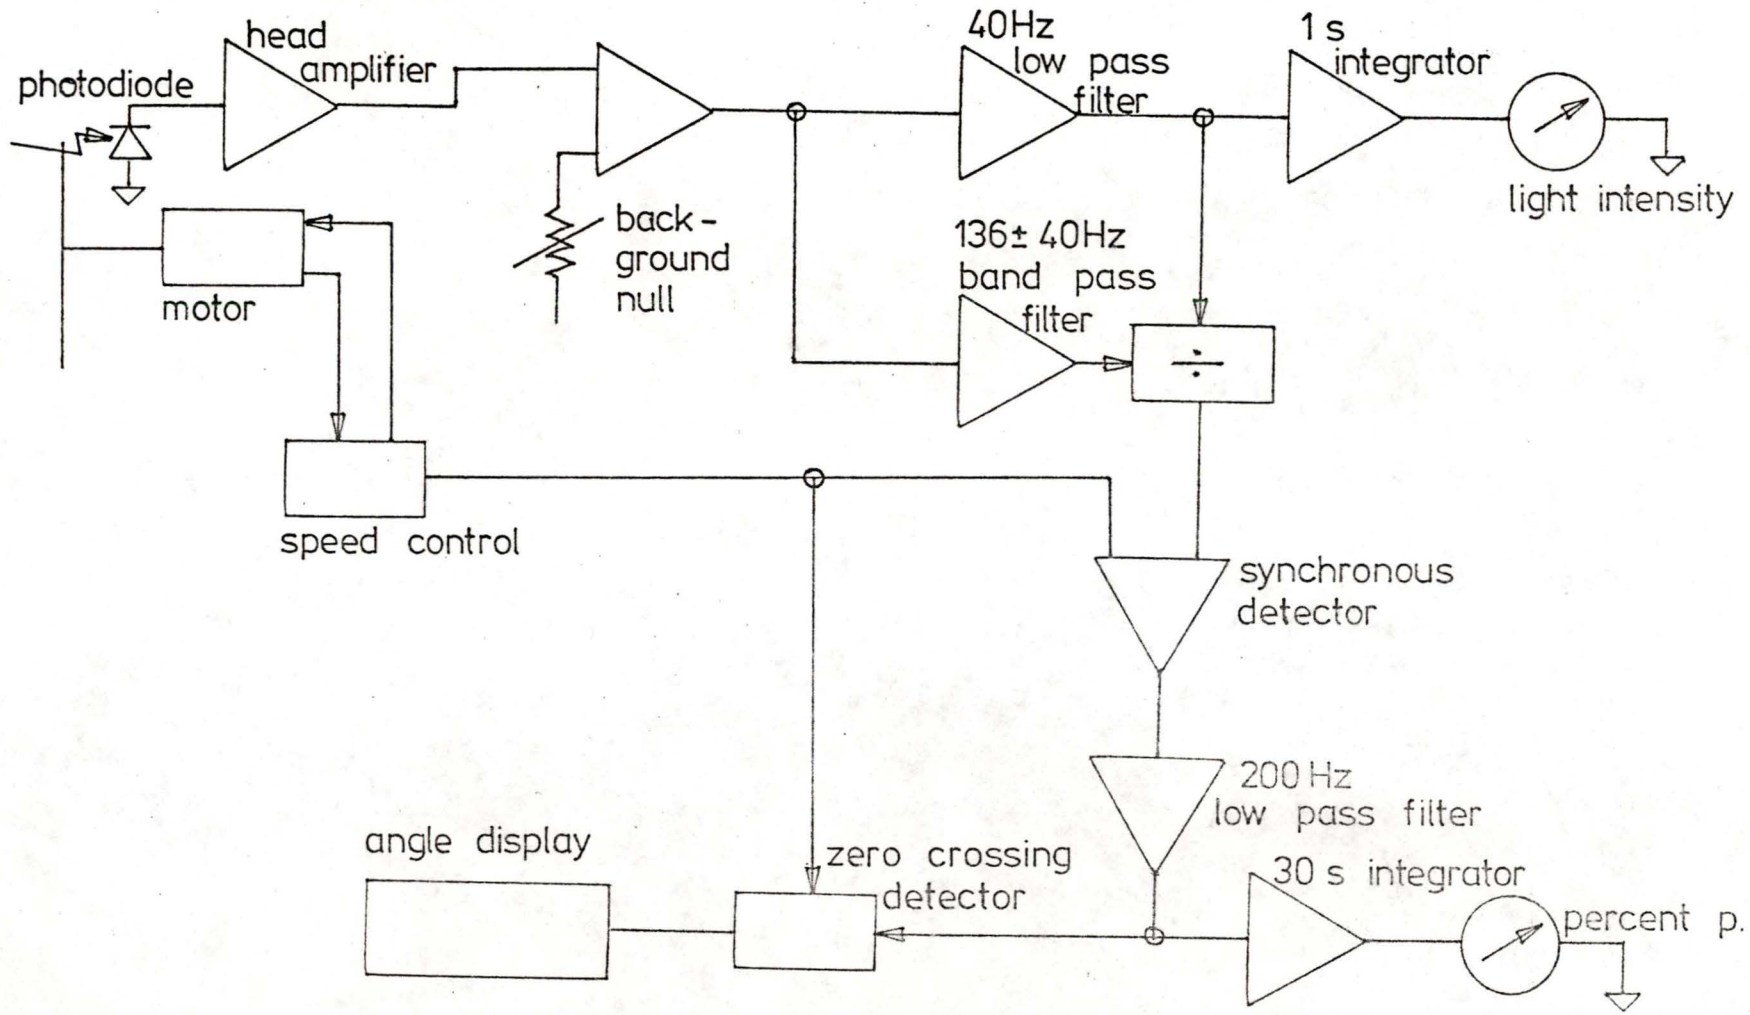 head
amplifier
photodiode
40Hz
low pass
filter
1 s
integrator
light intensity
back-
ground
null
136± 40Hz
band pass
filter
÷
motor
speed control
synchronous
detector
200 Hz
low pass filter
angle display
zero crossing
detector
30 s integrator
percent p.